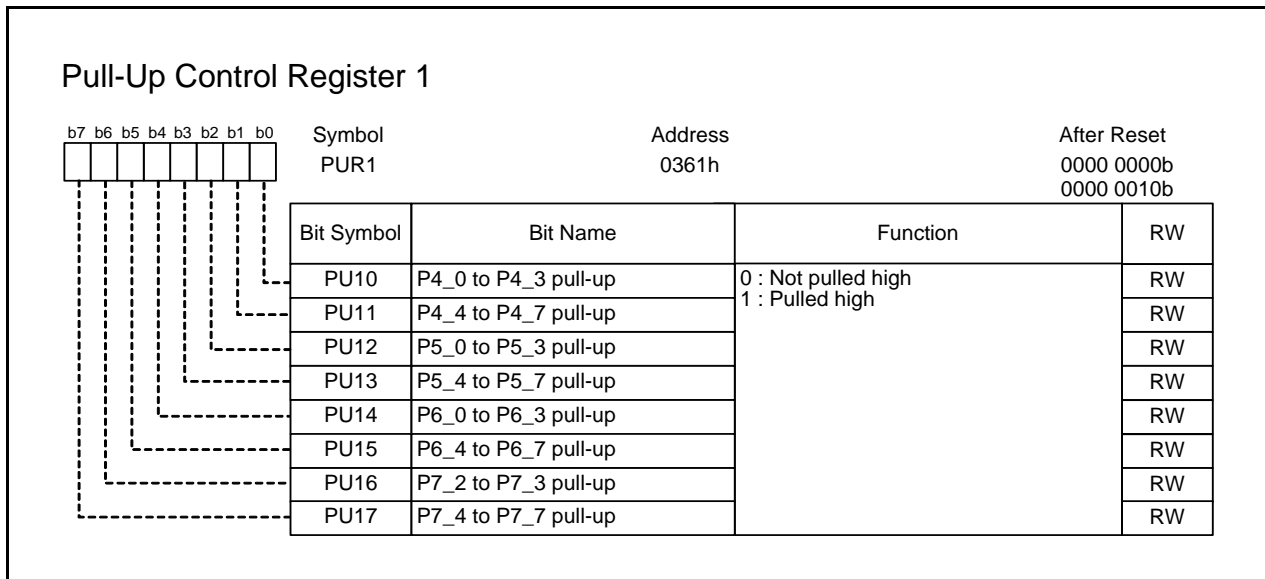 Pull-Up Control Register 1
b7 b6 b5 b4 b3 b2 b1 b0
Symbol Address After Reset
PUR1 0361h 0000 0000b
0000 0010b
Bit Symbol Bit Name Function RW
PU10 P4_0 to P4_3 pull-up 0 : Not pulled high RW
1 : Pulled high
PU11 P4_4 to P4_7 pull-up RW
PU12 P5_0 to P5_3 pull-up RW
PU13 P5_4 to P5_7 pull-up RW
PU14 P6_0 to P6_3 pull-up RW
PU15 P6_4 to P6_7 pull-up RW
PU16 P7_2 to P7_3 pull-up RW
PU17 P7_4 to P7_7 pull-up RW